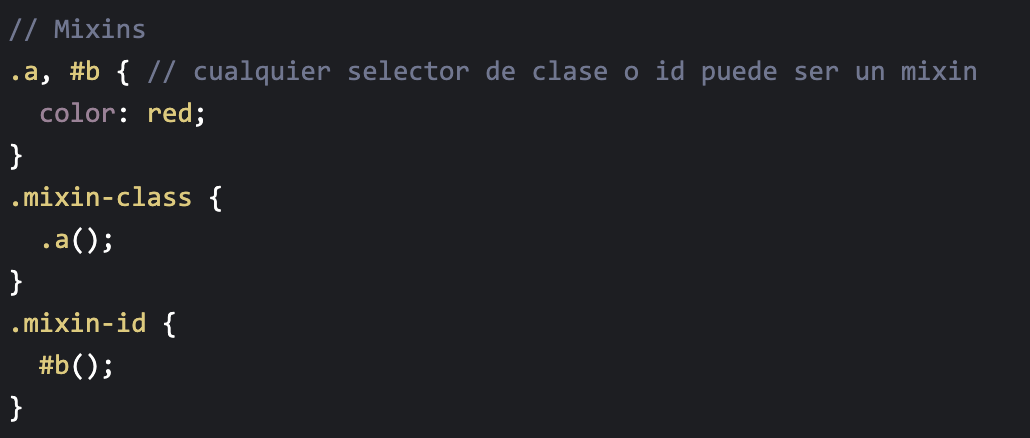 // Mixins
.a, #b { // cualquier selector de clase o id puede ser un mixin
  color: red;
}
.mixin-class {
  .a();
}
.mixin-id {
  #b();
}